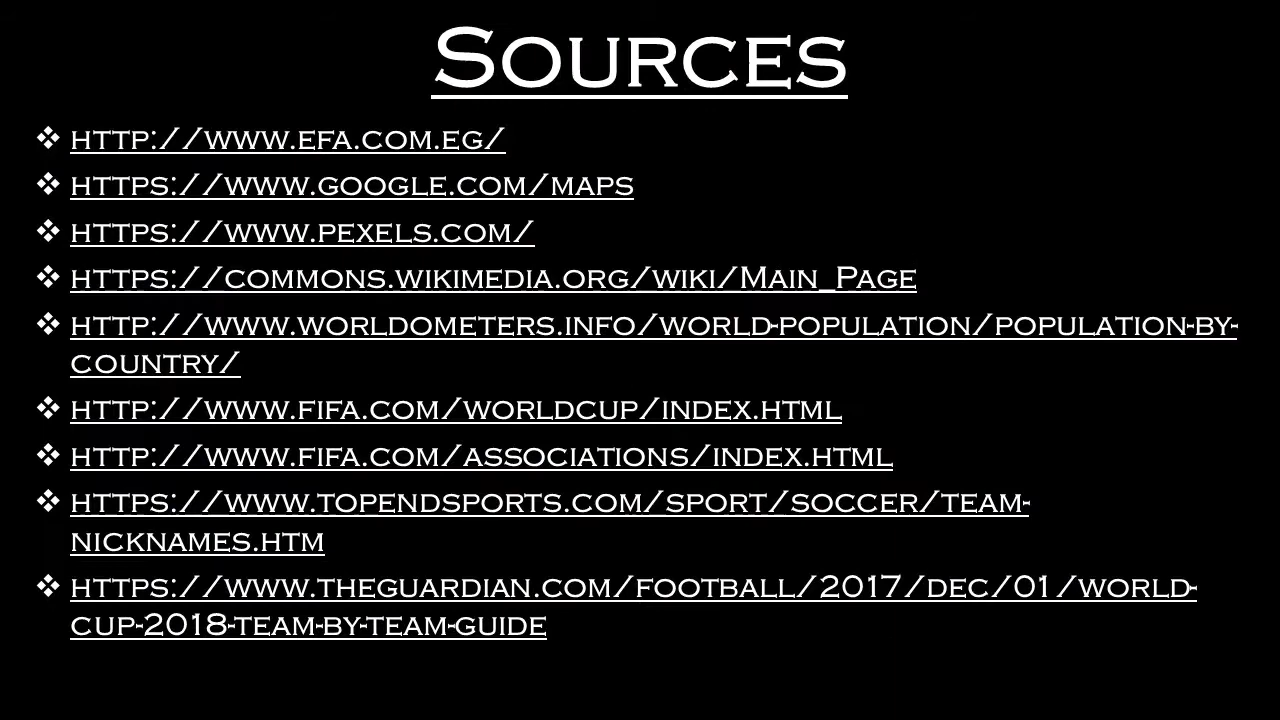 Sources
❖ http://www.efa.com.eg/
❖ https://www.google.com/maps
❖ https://www.pexels.com/
❖ https://commons.wikimedia.org/wiki/Main_Page
❖ http://www.worldometers.info/world-population/population-by-
country/
❖ http://www.fifa.com/worldcup/index.html
❖ http://www.fifa.com/associations/index.html
❖ https://www.topendsports.com/sport/soccer/team-
nicknames.htm
❖ https://www.theguardian.com/football/2017/dec/01/world-
cup-2018-team-by-team-guide